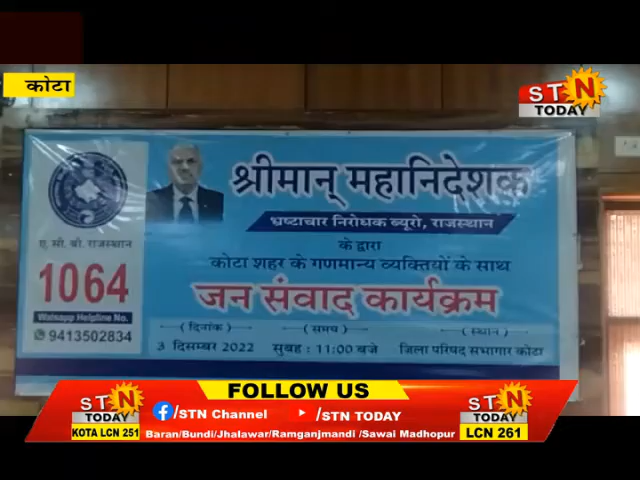 कोटा
STN
TODAY
श्रीमान् महानिदेशक
भ्रष्टाचार निरोधक ब्यूरो, राजस्थान
के द्वारा
कोटा शहर के गणमान्य व्यक्तियों के साथ
जन संवाद कार्यक्रम
ए. सी. बी. राजस्थान
1064
Watsapp Helpline No.
9413502834
(दिनांक) (समय) (स्थान)
3 दिसम्बर 2022 सुबह : 11:00 बजे जिला परिषद सभागार कोटा
FOLLOW US
STN
TODAY
KOTA LCN 251
/STN Channel /STN TODAY
Baran/Bundi/Jhalawar/Ramganjmandi /Sawai Madhopur
STN
TODAY
LCN 261